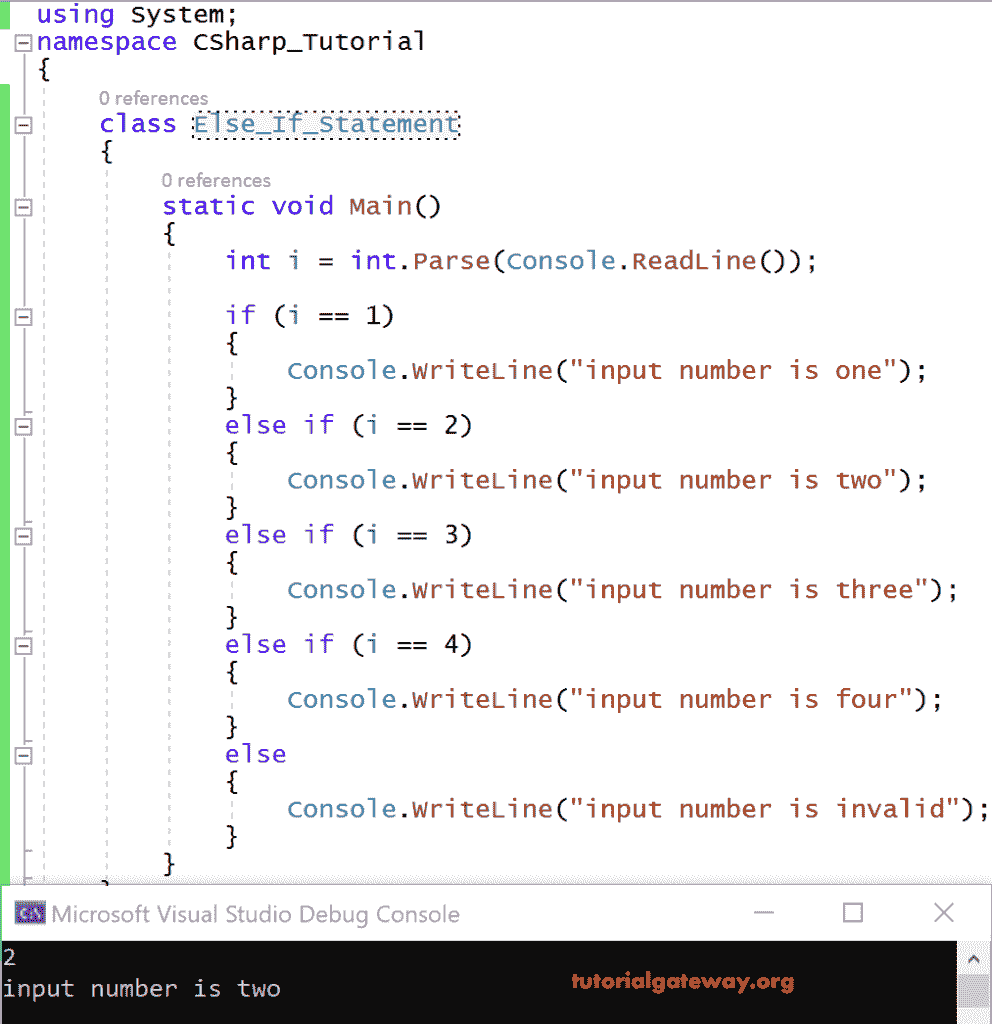 using System;
namespace CSharp_Tutorial
{
0 references
class Else_If_Statement
{
0 references
static void Main()
{
int i = int.Parse(Console.ReadLine());
if (i == 1)
{
Console.WriteLine("input number is one");
}
else if (i == 2)
{
Console.WriteLine("input number is two");
}
else if (i == 3)
{
Console.WriteLine("input number is three");
}
else if (i == 4)
{
Console.WriteLine("input number is four");
}
else
{
Console.WriteLine("input number is invalid");
}
}
Microsoft Visual Studio Debug Console
2
input number is two
tutorialgateway.org